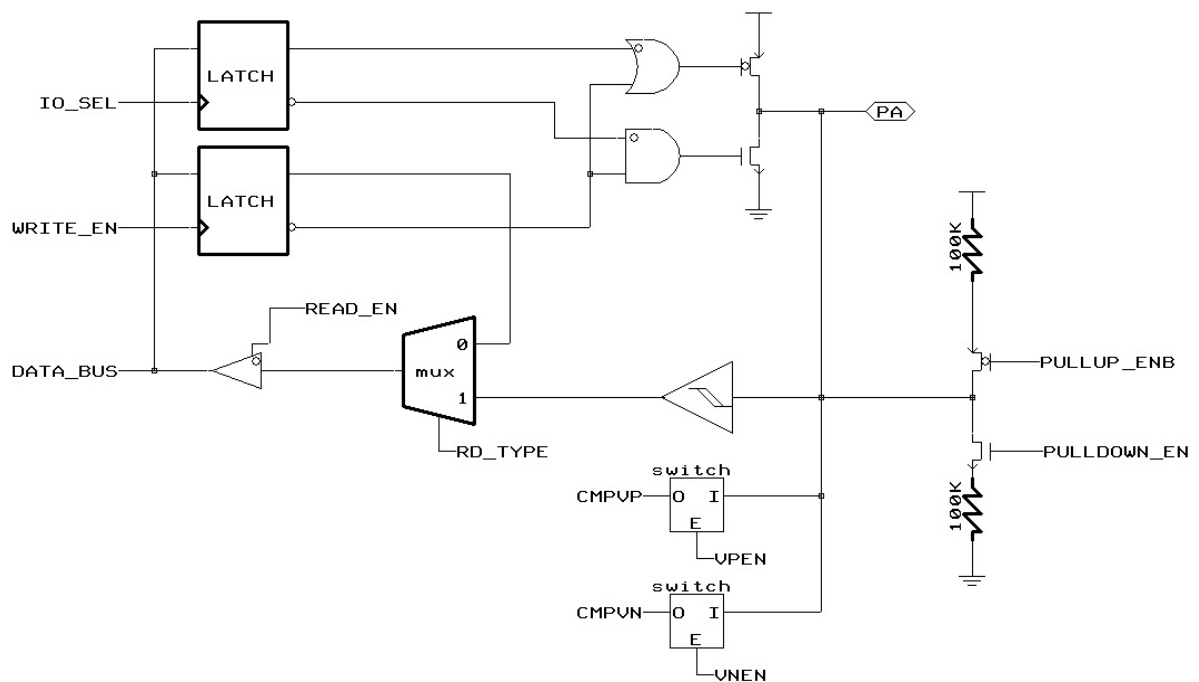 LATCH
IO_SEL
PA
LATCH
WRITE_EN
100K
READ_EN
0
DATA_BUS
mux
PULLUP_ENB
1
RD_TYPE
PULLDOWN_EN
switch
CMPVP
O I
E
100K
VPEN
switch
CMPVN
O I
E
VNEN